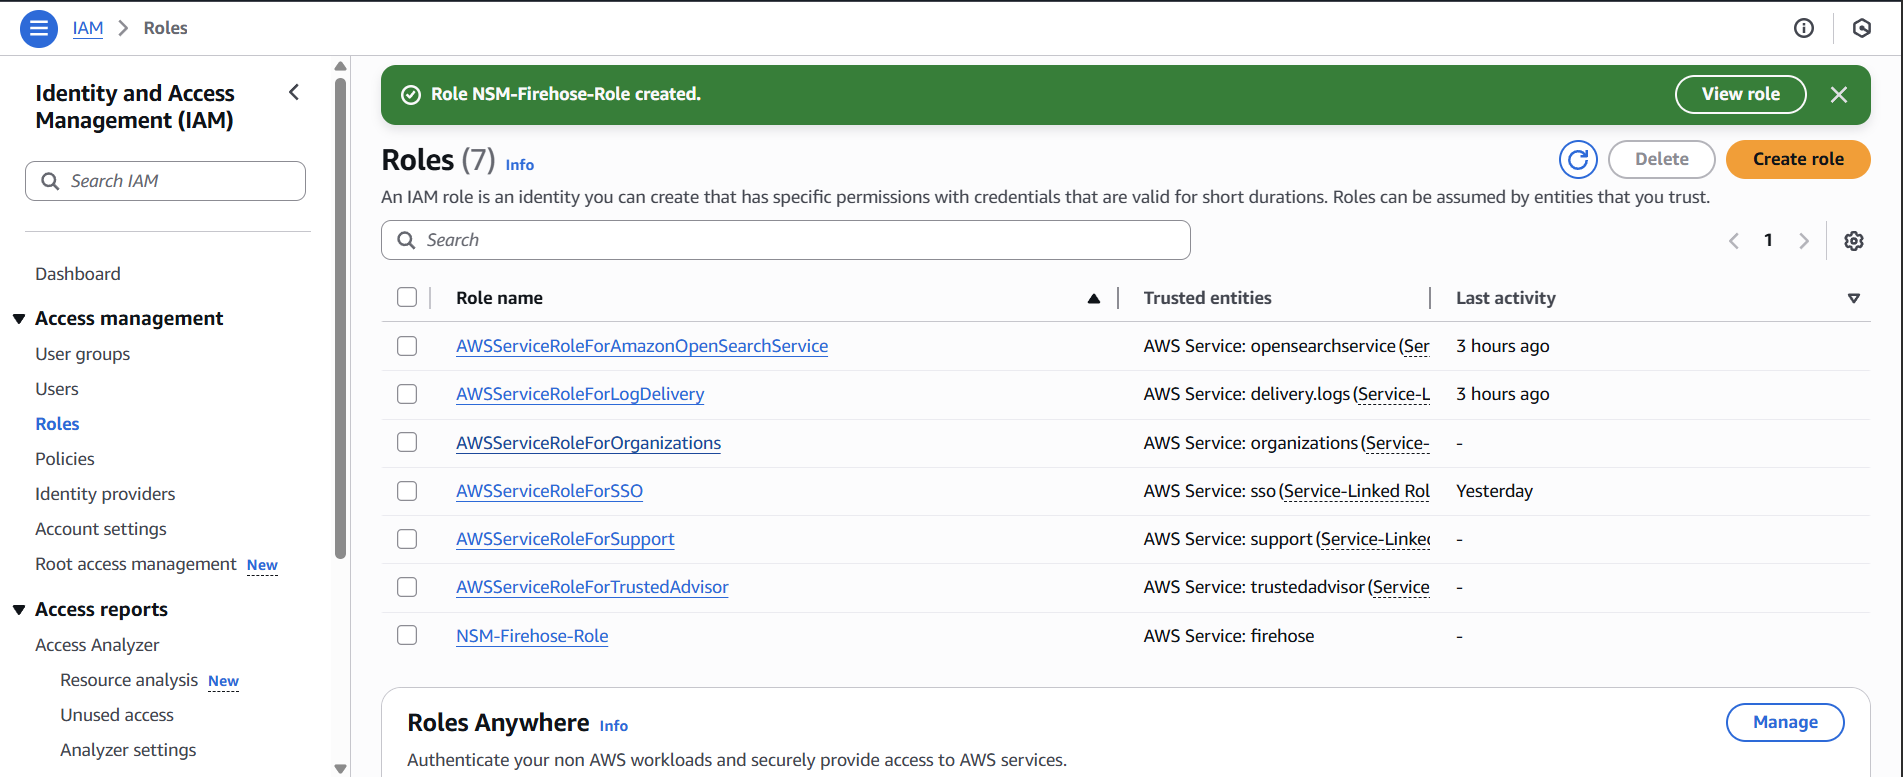 IAM > Roles
Identity and Access
Management (IAM)
Search IAM
Dashboard
Access management
User groups
Users
Roles
Policies
Identity providers
Account settings
Root access management New
Access reports
Access Analyzer
Resource analysis New
Unused access
Analyzer settings
Role NSM-Firehose-Role created.
View role
Roles (7) Info
Delete
Create role
An IAM role is an identity you can create that has specific permissions with credentials that are valid for short durations. Roles can be assumed by entities that you trust.
Search
1
Role name Trusted entities Last activity
AWSServiceRoleForAmazonOpenSearchService AWS Service: opensearchservice (Ser 3 hours ago
AWSServiceRoleForLogDelivery AWS Service: delivery.logs (Service-L 3 hours ago
AWSServiceRoleForOrganizations AWS Service: organizations (Service- -
AWSServiceRoleForSSO AWS Service: sso (Service-Linked Rol Yesterday
AWSServiceRoleForSupport AWS Service: support (Service-Linked -
AWSServiceRoleForTrustedAdvisor AWS Service: trustedadvisor (Service -
NSM-Firehose-Role AWS Service: firehose -
Roles Anywhere Info
Manage
Authenticate your non AWS workloads and securely provide access to AWS services.